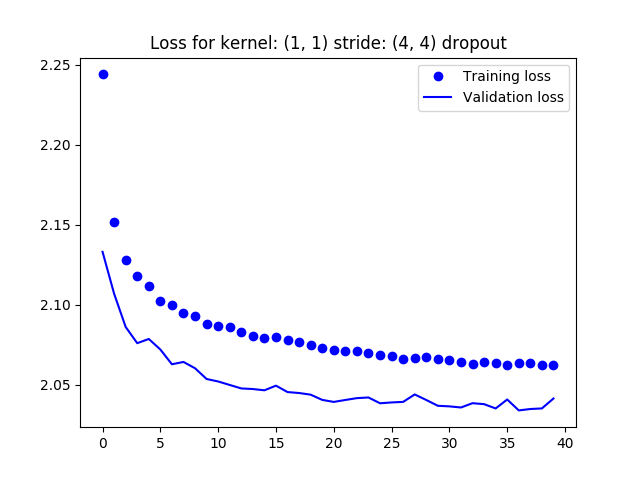 Loss for kernel: (1, 1) stride: (4, 4) dropout
Training loss
Validation loss
2.25
2.20
2.15
2.10
2.05
0 5 10 15 20 25 30 35 40